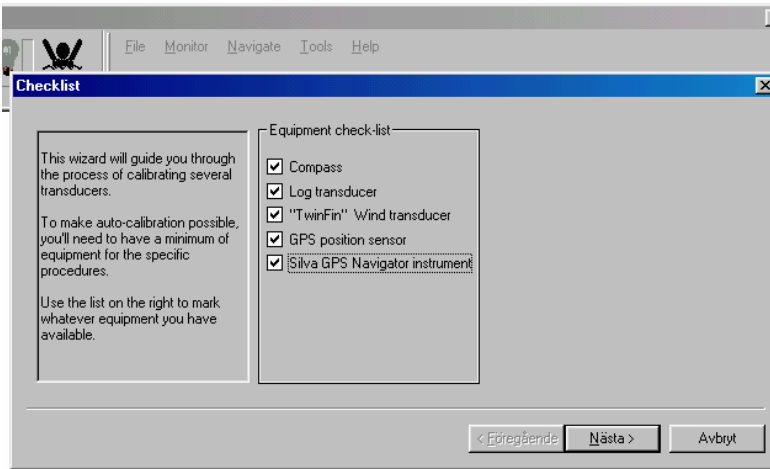 File Monitor Navigate Tools Help
Checklist
This wizard will guide you through
the process of calibrating several
transducers.
To make auto-calibration possible,
you'll need to have a minimum of
equipment for the specific
procedures.
Use the list on the right to mark
whatever equipment you have
available.
Equipment check-list
Compass
Log transducer
"TwinFin" Wind transducer
GPS position sensor
Silva GPS Navigator instrument
< Föregående Nästa > Avbryt